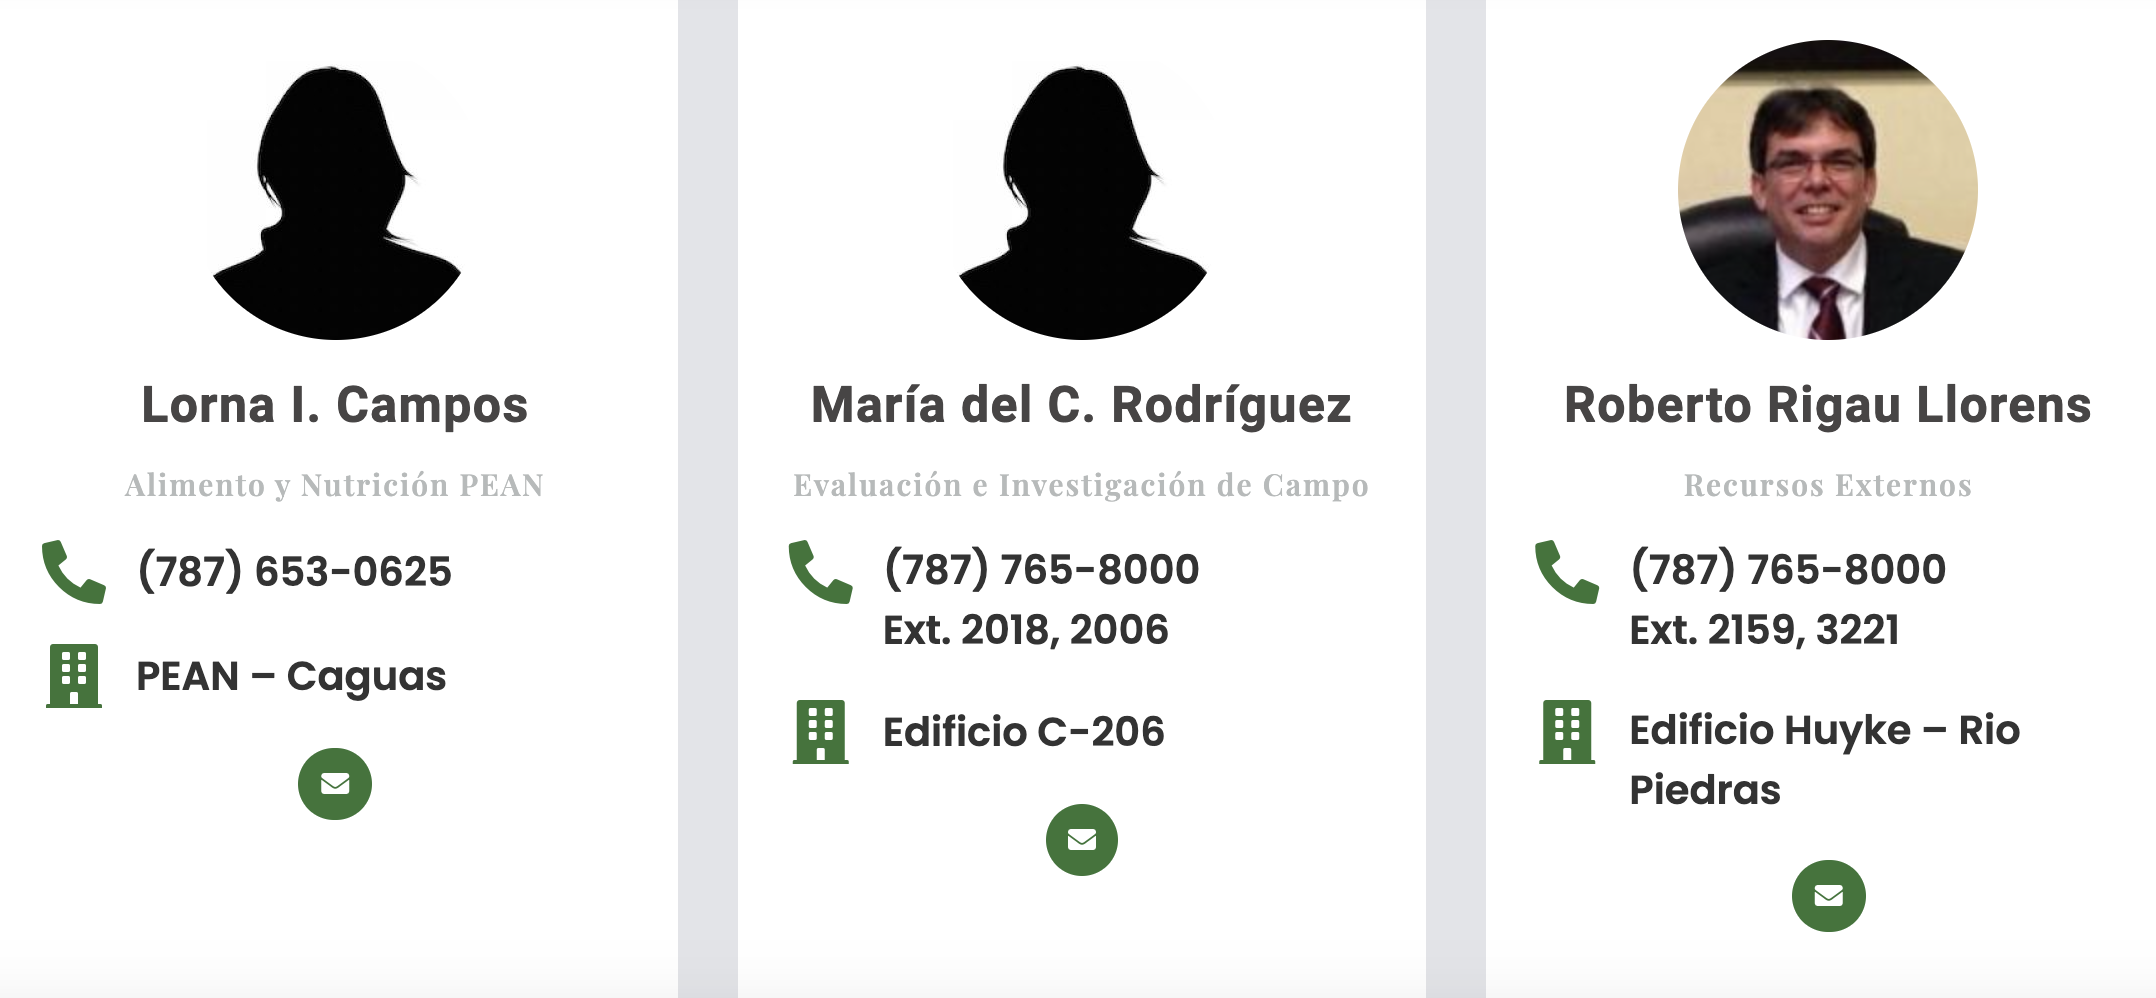 Lorna I. Campos
Alimento y Nutrición PEAN
(787) 653-0625
PEAN – Caguas
María del C. Rodríguez
Evaluación e Investigación de Campo
(787) 765-8000
Ext. 2018, 2006
Edificio C-206
Roberto Rigau Llorens
Recursos Externos
(787) 765-8000
Ext. 2159, 3221
Edificio Huyke – Rio
Piedras